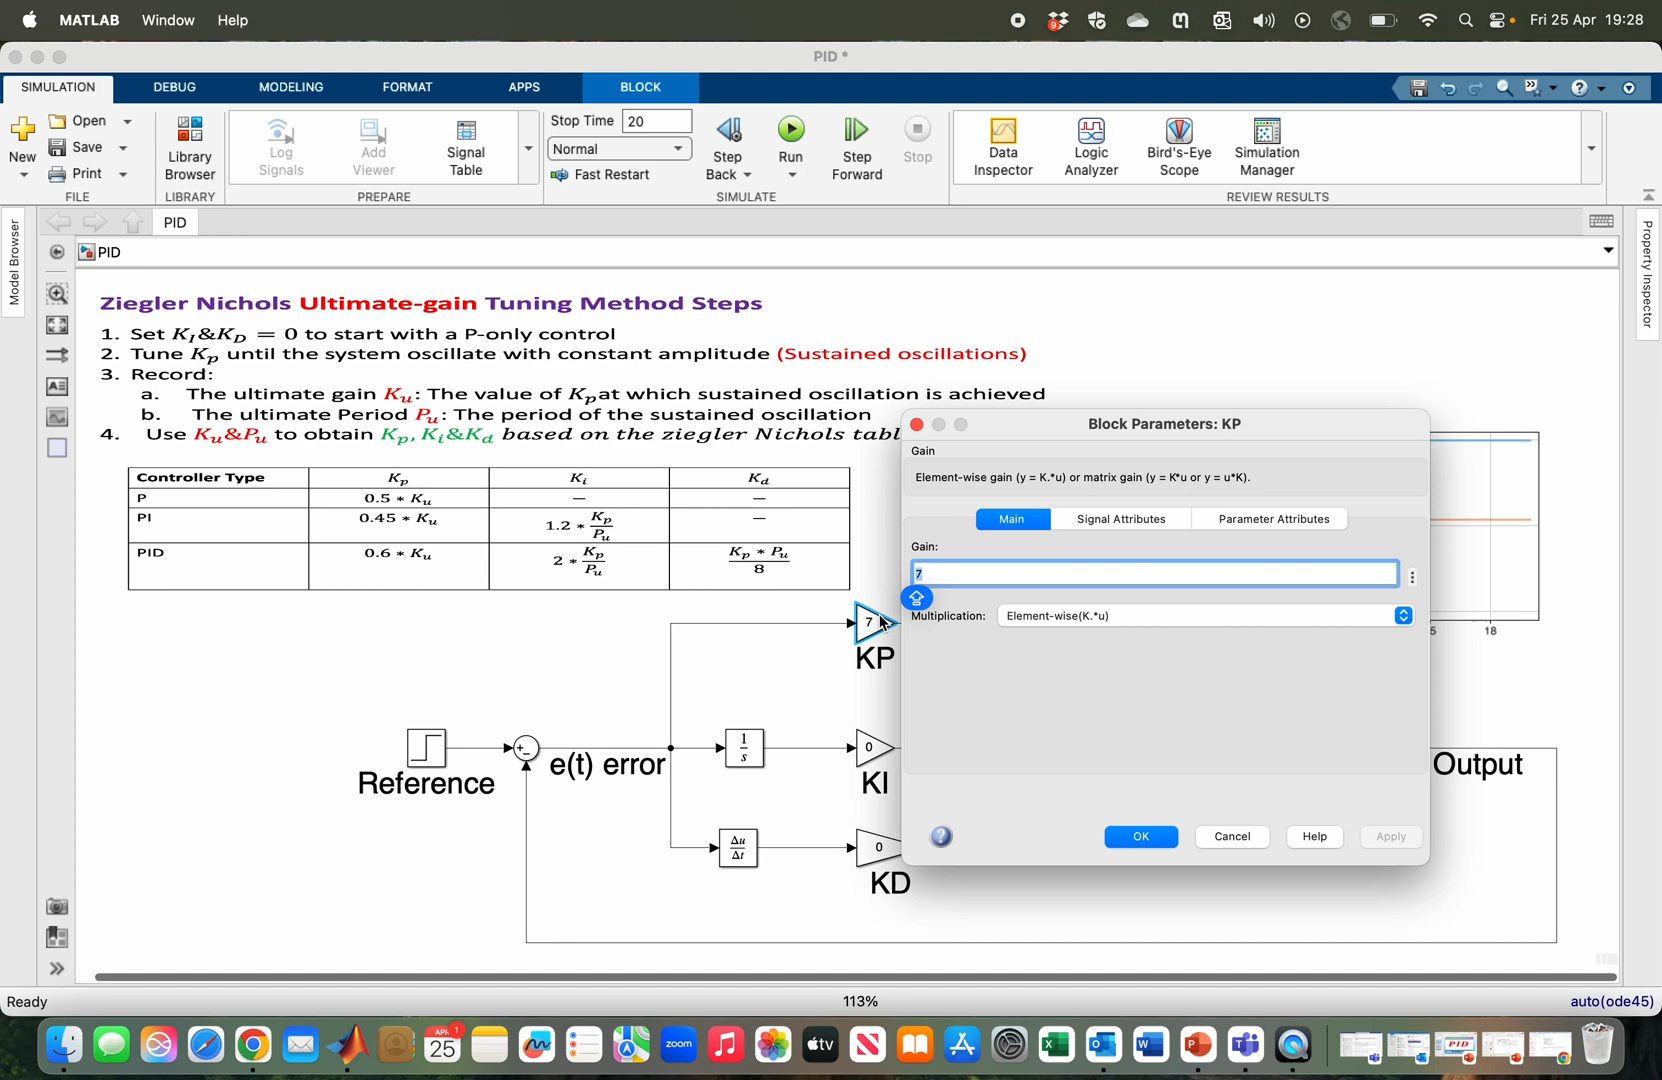 MATLAB Window Help
9
Fri 25 Apr 19:28
PID *
SIMULATION DEBUG MODELING FORMAT APPS BLOCK
New
Open
Save
Print
FILE
Library
Browser
LIBRARY
Log
Signals
Add
Viewer
Signal
Table
PREPARE
Stop Time 20
Normal
Fast Restart
Step
Back
Run
Step
Forward
Stop
SIMULATE
Data
Inspector
Logic
Analyzer
Bird's-Eye
Scope
Simulation
Manager
REVIEW RESULTS
Model Browser
PID
PID
Property Inspector
Ziegler Nichols Ultimate-gain Tuning Method Steps
1. Set K_I&K_D = 0 to start with a P-only control
2. Tune K_p until the system oscillate with constant amplitude (Sustained oscillations)
3. Record:
a. The ultimate gain K_u: The value of K_p at which sustained oscillation is achieved
b. The ultimate Period P_u: The period of the sustained oscillation
4. Use K_u&P_u to obtain K_p, K_i&K_d based on the ziegler Nichols tabl
Controller Type K_p K_i K_d
P 0.5 * K_u — —
PI 0.45 * K_u 1.2 * K_p/P_u —
PID 0.6 * K_u 2 * K_p/P_u K_p * P_u/8
Block Parameters: KP
Gain
Element-wise gain (y = K.*u) or matrix gain (y = K*u or y = u*K).
Main Signal Attributes Parameter Attributes
Gain:
7
Multiplication: Element-wise(K.*u)
OK Cancel Help Apply
5 18
7
KP
Reference
+
−
e(t) error
1
s
0
KI
Output
Δu
Δt
0
KD
Ready 113% auto(ode45)
APR 1
25
zoom
tv
PID